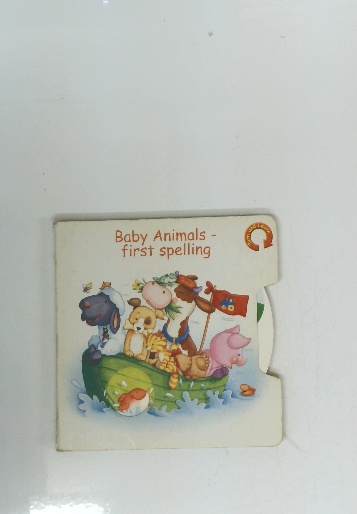 Baby Animals -
first spelling